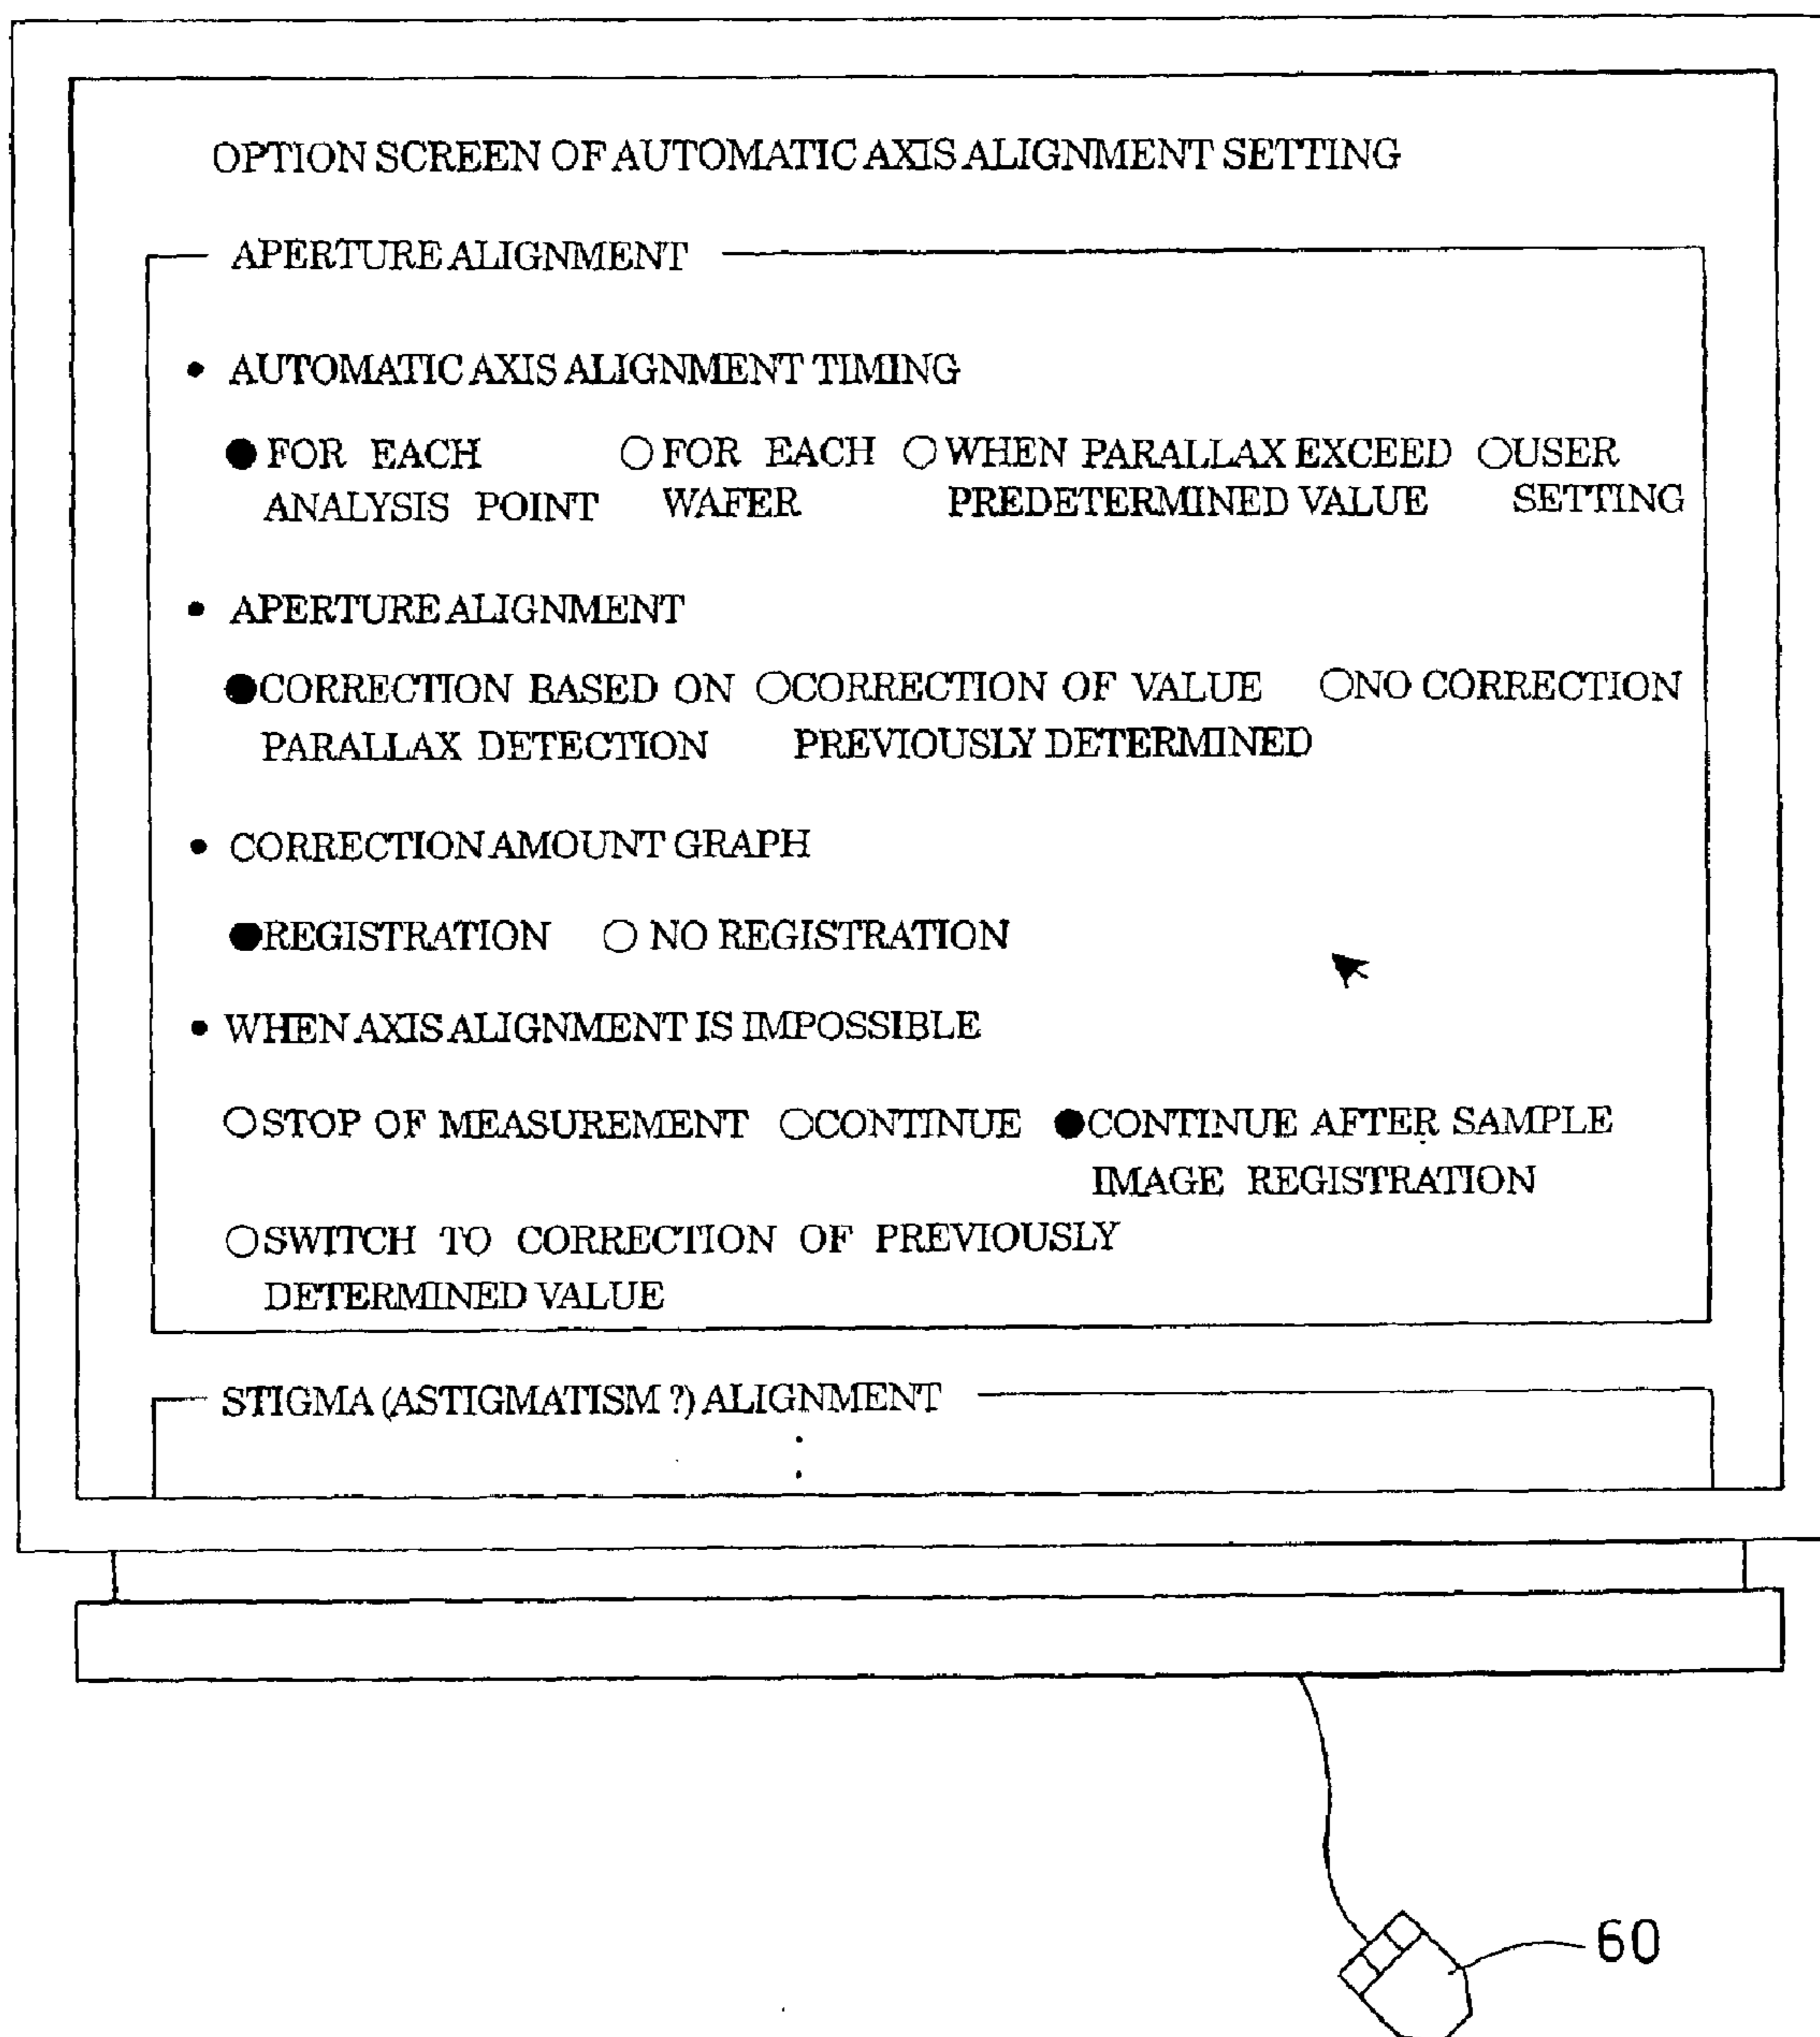 OPTION SCREEN OF AUTOMATIC AXIS ALIGNMENT SETTING
APERTURE ALIGNMENT
• AUTOMATIC AXIS ALIGNMENT TIMING
● FOR EACH ○ FOR EACH ○ WHEN PARALLAX EXCEED ○ USER
ANALYSIS POINT WAFER PREDETERMINED VALUE SETTING
• APERTURE ALIGNMENT
● CORRECTION BASED ON ○ CORRECTION OF VALUE ○ NO CORRECTION
PARALLAX DETECTION PREVIOUSLY DETERMINED
• CORRECTION AMOUNT GRAPH
● REGISTRATION ○ NO REGISTRATION
• WHEN AXIS ALIGNMENT IS IMPOSSIBLE
○ STOP OF MEASUREMENT ○ CONTINUE ● CONTINUE AFTER SAMPLE
IMAGE REGISTRATION
○ SWITCH TO CORRECTION OF PREVIOUSLY
DETERMINED VALUE
STIGMA (ASTIGMATISM ?) ALIGNMENT
60